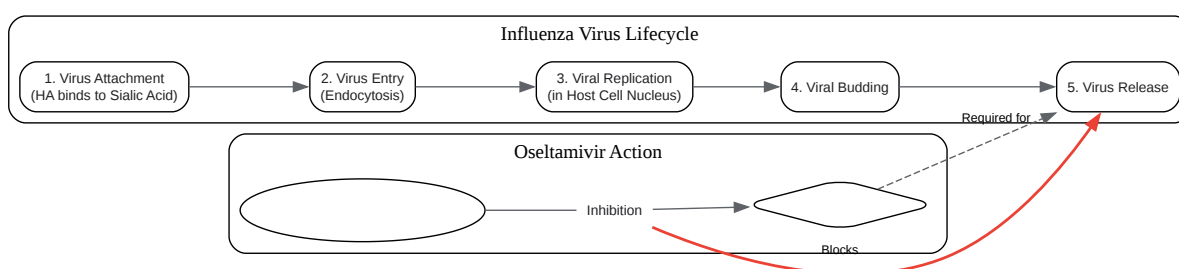 Influenza Virus Lifecycle
1. Virus Attachment
(HA binds to Sialic Acid)
2. Virus Entry
(Endocytosis)
3. Viral Replication
(in Host Cell Nucleus)
4. Viral Budding
5. Virus Release
Required for
Oseltamivir Action
Inhibition
Blocks